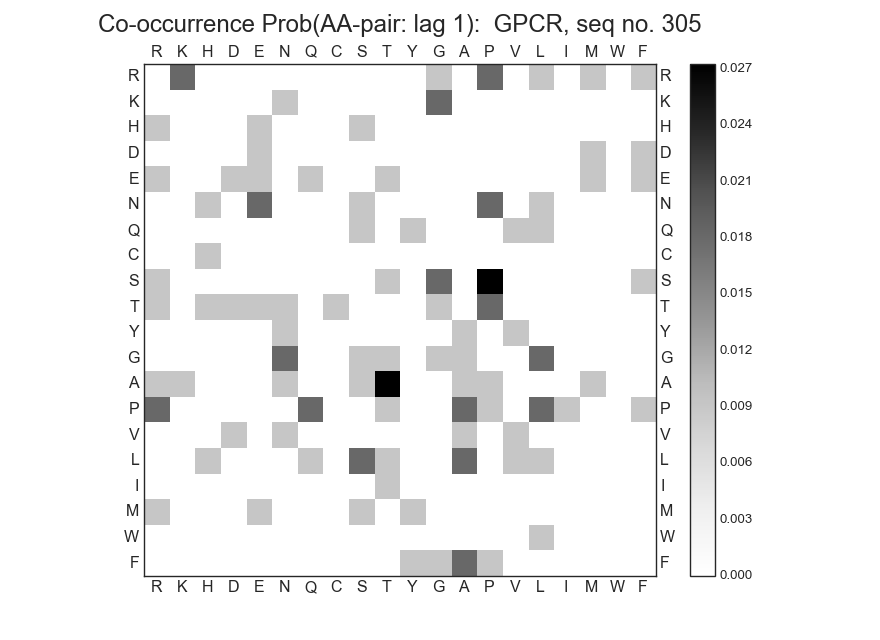 Co-occurrence Prob(AA-pair: lag 1):  GPCR, seq no. 305
R K H D E N Q C S T Y G A P V L I M W F
R R 0.027
K K
H H 0.024
D D
E E 0.021
N N
Q Q 0.018
C C
S S 0.015
T T
Y Y
G G 0.012
A A
P P 0.009
V V
L L 0.006
I I
M M 0.003
W W
F F 0.000
R K H D E N Q C S T Y G A P V L I M W F